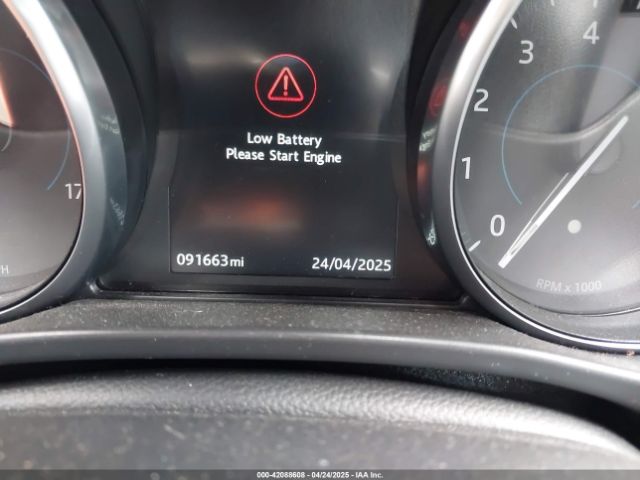 Low Battery
Please Start Engine
091663mi
24/04/2025
17
4
3
2
1
0
RPM x 1000
000-42088608 - 04/24/2025 - IAA Inc.